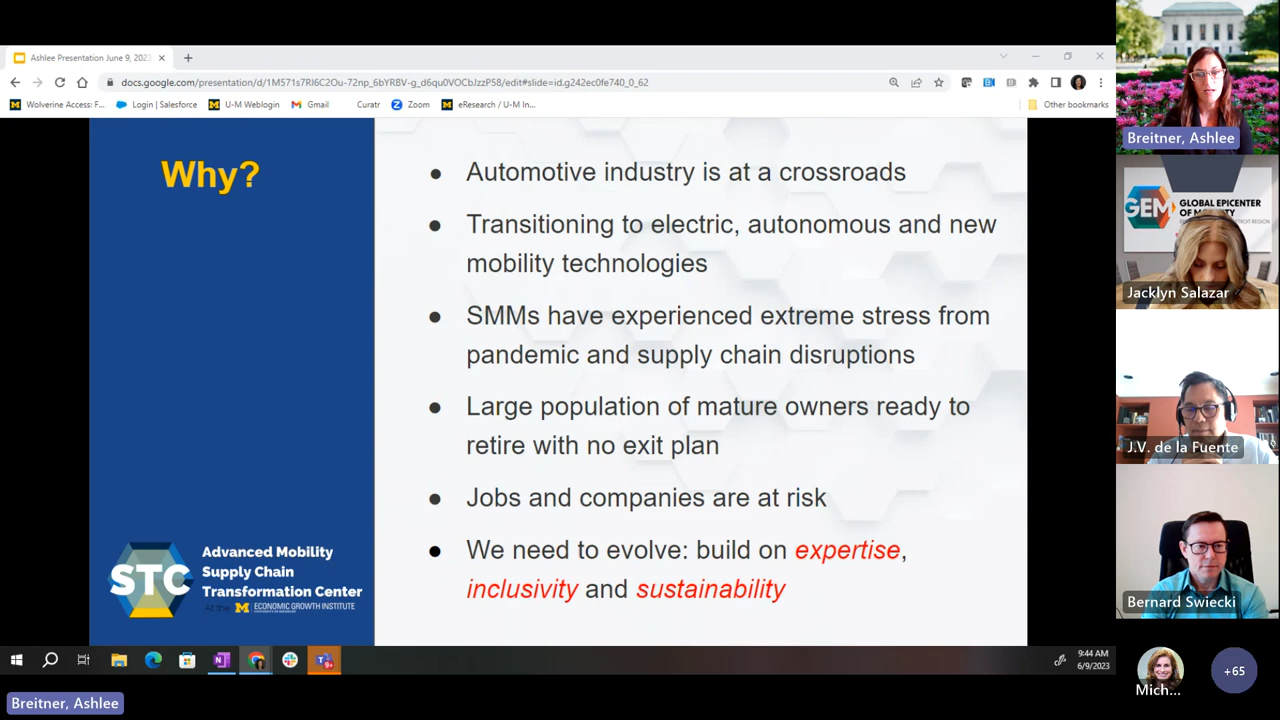 Ashlee Presentation June 9, 2023
docs.google.com/presentation/d/1M571s7RI6C2Ou-72np_6bYRBV-g_d6qu0VOCbJzzP58/edit#slide=id.g242ec0fe740_0_62
Wolverine Access: F... Login | Salesforce U-M Weblogin Gmail Curatr Zoom eResearch / U-M In... Other bookmarks
Why?
● Automotive industry is at a crossroads
● Transitioning to electric, autonomous and new
mobility technologies
● SMMs have experienced extreme stress from
pandemic and supply chain disruptions
● Large population of mature owners ready to
retire with no exit plan
● Jobs and companies are at risk
● We need to evolve: build on expertise,
inclusivity and sustainability
STC
Advanced Mobility
Supply Chain
Transformation Center
At the M ECONOMIC GROWTH INSTITUTE
UNIVERSITY OF MICHIGAN
9:44 AM
6/9/2023
Breitner, Ashlee
Breitner, Ashlee
GEM
GLOBAL EPICENTER
OF MOBILITY
Jacklyn Salazar
J.V. de la Fuente
Bernard Swiecki
Mich...
+65